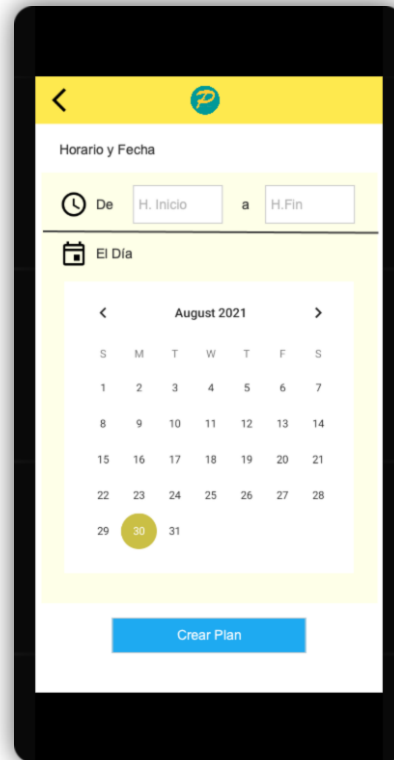 P
Horario y Fecha
De H. Inicio a H.Fin
El Día
August 2021
S M T W T F S
1 2 3 4 5 6 7
8 9 10 11 12 13 14
15 16 17 18 19 20 21
22 23 24 25 26 27 28
29 30 31
Crear Plan